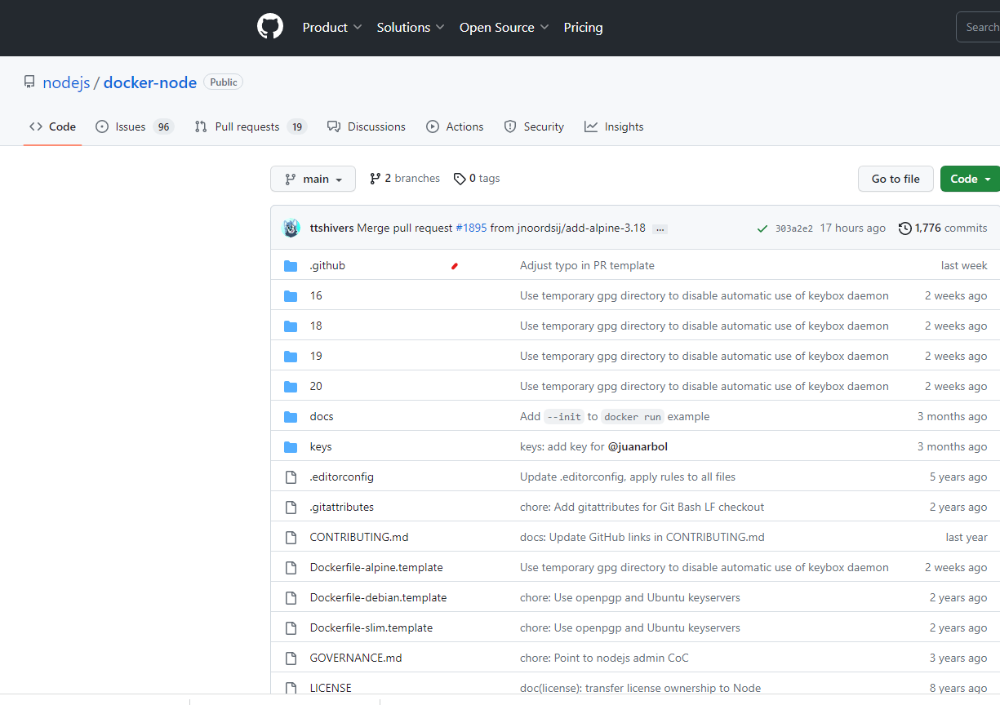 Product Solutions Open Source Pricing Search
nodejs / docker-node Public
Code Issues 96 Pull requests 19 Discussions Actions Security Insights
main 2 branches 0 tags Go to file Code
ttshivers Merge pull request #1895 from jnoordsij/add-alpine-3.18 ... 303a2e2 17 hours ago 1,776 commits
.github Adjust typo in PR template last week
16 Use temporary gpg directory to disable automatic use of keybox daemon 2 weeks ago
18 Use temporary gpg directory to disable automatic use of keybox daemon 2 weeks ago
19 Use temporary gpg directory to disable automatic use of keybox daemon 2 weeks ago
20 Use temporary gpg directory to disable automatic use of keybox daemon 2 weeks ago
docs Add --init to docker run example 3 months ago
keys keys: add key for @juanarbol 3 months ago
.editorconfig Update .editorconfig, apply rules to all files 5 years ago
.gitattributes chore: Add gitattributes for Git Bash LF checkout 2 years ago
CONTRIBUTING.md docs: Update GitHub links in CONTRIBUTING.md last year
Dockerfile-alpine.template Use temporary gpg directory to disable automatic use of keybox daemon 2 weeks ago
Dockerfile-debian.template chore: Use openpgp and Ubuntu keyservers 2 years ago
Dockerfile-slim.template chore: Use openpgp and Ubuntu keyservers 2 years ago
GOVERNANCE.md chore: Point to nodejs admin CoC 3 years ago
LICENSE doc(license): transfer license ownership to Node 8 years ago